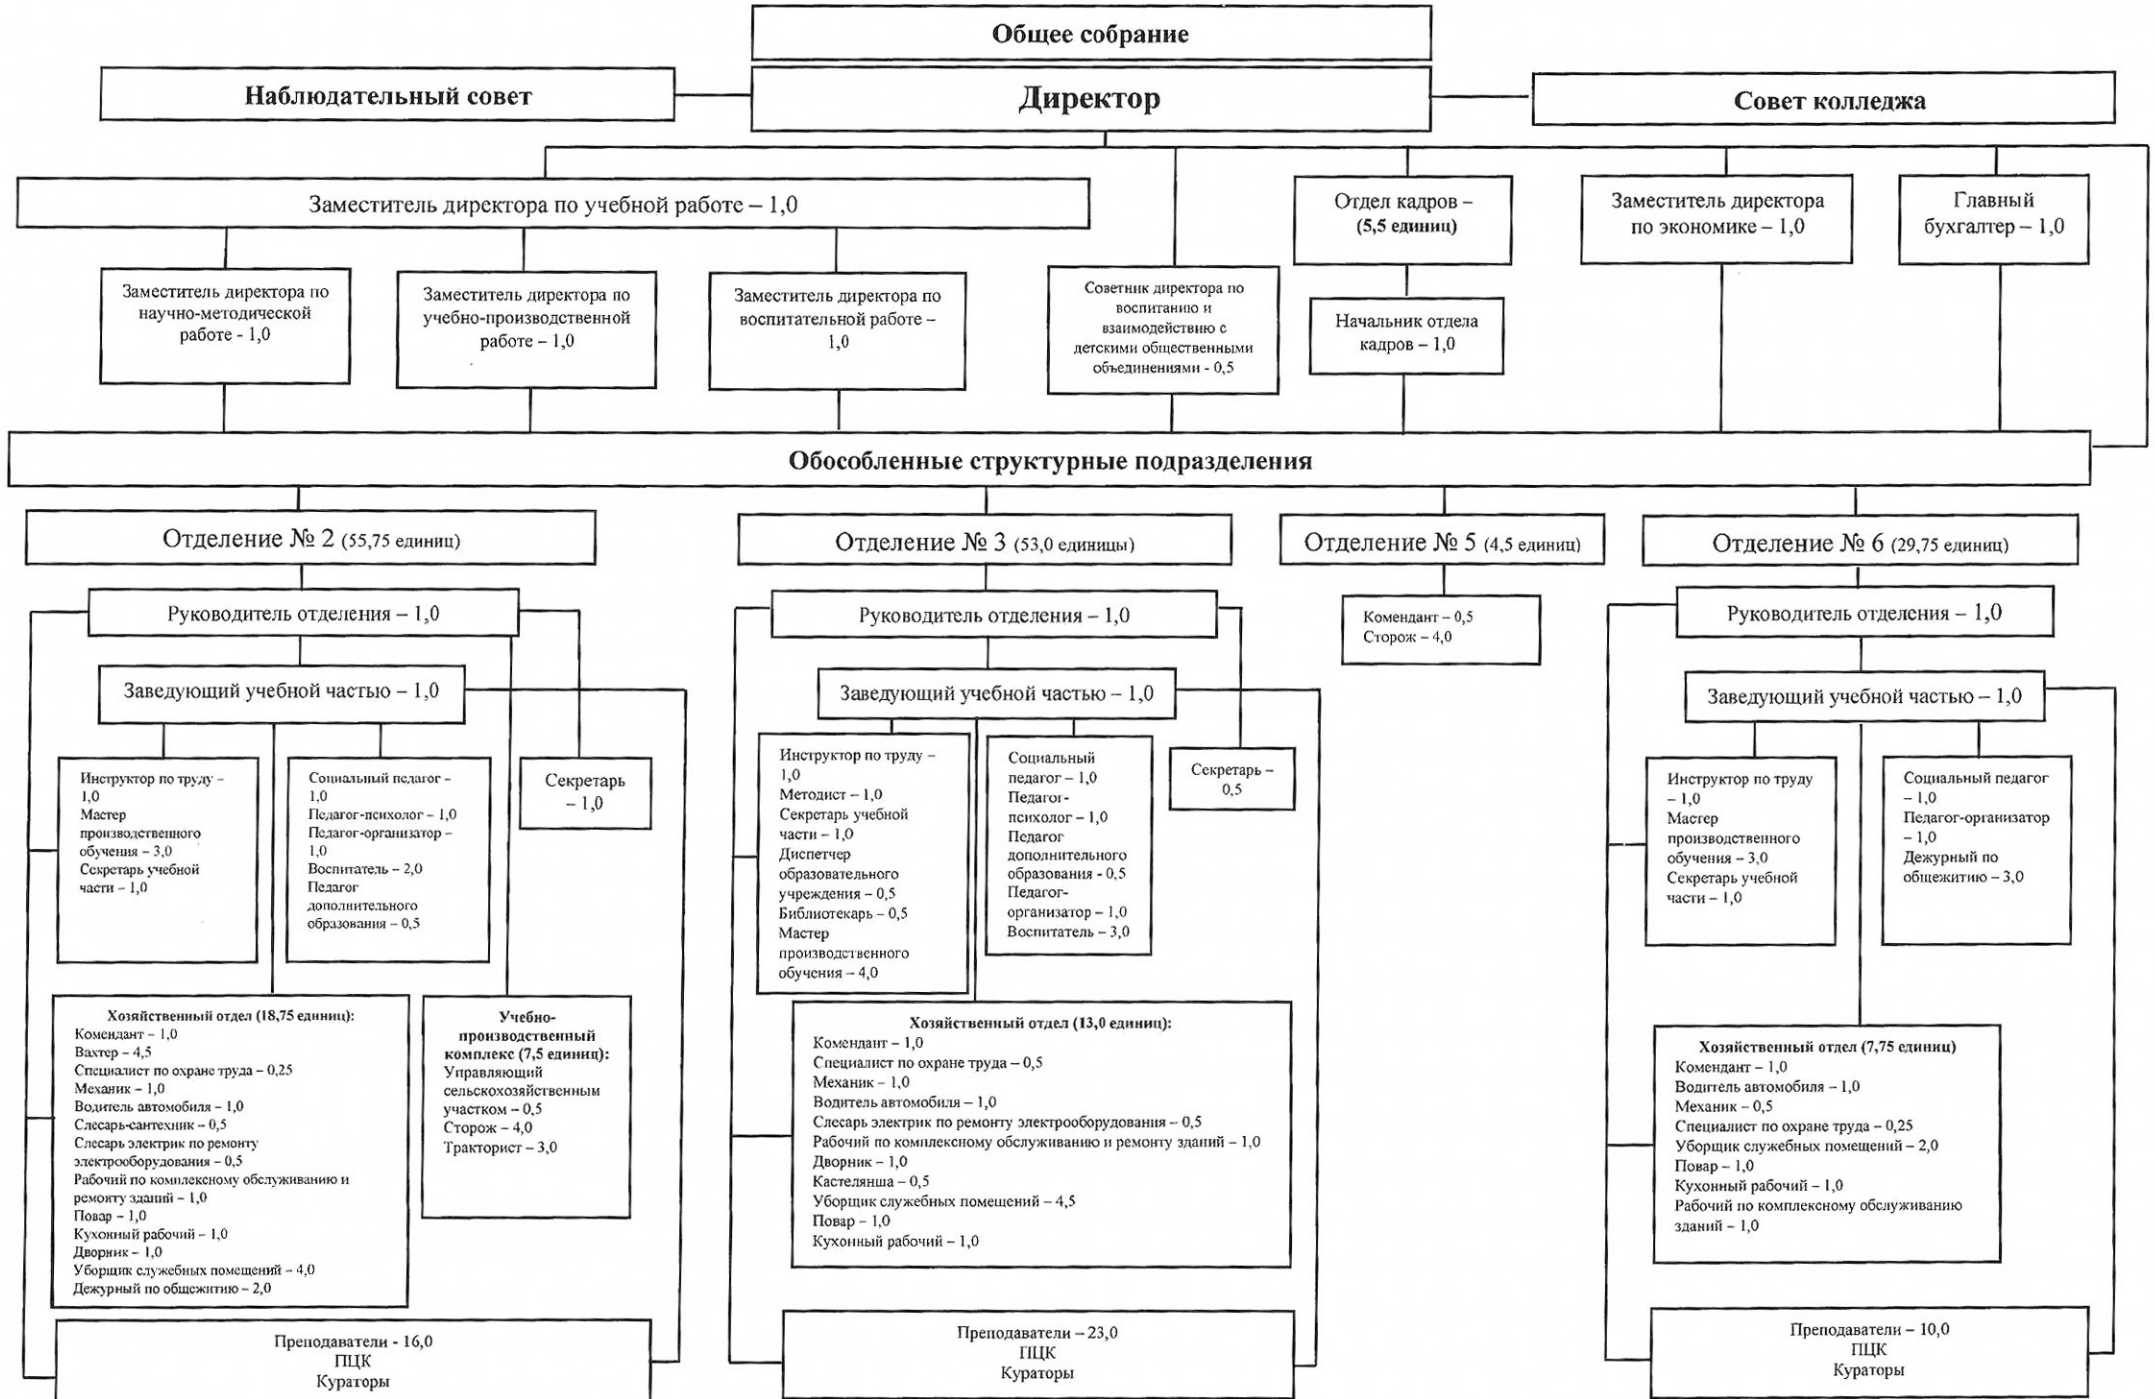 Общее собрание
Наблюдательный совет
Директор
Совет колледжа
Заместитель директора по учебной работе – 1,0
Отдел кадров –
(5,5 единиц)
Заместитель директора
по экономике – 1,0
Главный
бухгалтер – 1,0
Заместитель директора по
научно-методической
работе - 1,0
Заместитель директора по
учебно-производственной
работе – 1,0
Заместитель директора по
воспитательной работе –
1,0
Советник директора по
воспитанию и
взаимодействию с
детскими общественными
объединениями - 0,5
Начальник отдела
кадров – 1,0
Обособленные структурные подразделения
Отделение № 2 (55,75 единиц)
Отделение № 3 (53,0 единицы)
Отделение № 5 (4,5 единиц)
Отделение № 6 (29,75 единиц)
Руководитель отделения – 1,0
Заведующий учебной частью – 1,0
Инструктор по труду –
1,0
Мастер
производственного
обучения – 3,0
Секретарь учебной
части – 1,0
Социальный педагог –
1,0
Педагог-психолог – 1,0
Педагог-организатор –
1,0
Воспитатель – 2,0
Педагог
дополнительного
образования – 0,5
Секретарь
– 1,0
Хозяйственный отдел (18,75 единиц):
Комендант – 1,0
Вахтер – 4,5
Специалист по охране труда – 0,25
Механик – 1,0
Водитель автомобиля – 1,0
Слесарь-сантехник – 0,5
Слесарь электрик по ремонту
электрооборудования – 0,5
Рабочий по комплексному обслуживанию и
ремонту зданий – 1,0
Повар – 1,0
Кухонный рабочий – 1,0
Дворник – 1,0
Уборщик служебных помещений – 4,0
Дежурный по общежитию – 2,0
Учебно-
производственный
комплекс (7,5 единиц):
Управляющий
сельскохозяйственным
участком – 0,5
Сторож – 4,0
Тракторист – 3,0
Преподаватели - 16,0
ПЦК
Кураторы
Руководитель отделения – 1,0
Заведующий учебной частью – 1,0
Инструктор по труду –
1,0
Методист – 1,0
Секретарь учебной
части – 1,0
Диспетчер
образовательного
учреждения – 0,5
Библиотекарь – 0,5
Мастер
производственного
обучения – 4,0
Социальный
педагог – 1,0
Педагог-
психолог – 1,0
Педагог
дополнительного
образования - 0,5
Педагог-
организатор – 1,0
Воспитатель – 3,0
Секретарь –
0,5
Хозяйственный отдел (13,0 единиц):
Комендант – 1,0
Специалист по охране труда – 0,5
Механик – 1,0
Водитель автомобиля – 1,0
Слесарь электрик по ремонту электрооборудования – 0,5
Рабочий по комплексному обслуживанию и ремонту зданий – 1,0
Дворник – 1,0
Кастелянша – 0,5
Уборщик служебных помещений – 4,5
Повар – 1,0
Кухонный рабочий – 1,0
Преподаватели – 23,0
ПЦК
Кураторы
Комендант – 0,5
Сторож – 4,0
Руководитель отделения – 1,0
Заведующий учебной частью – 1,0
Инструктор по труду
– 1,0
Мастер
производственного
обучения – 3,0
Секретарь учебной
части – 1,0
Социальный педагог
– 1,0
Педагог-организатор
– 1,0
Дежурный по
общежитию – 3,0
Хозяйственный отдел (7,75 единиц)
Комендант – 1,0
Водитель автомобиля – 1,0
Механик – 0,5
Специалист по охране труда – 0,25
Уборщик служебных помещений – 2,0
Повар – 1,0
Кухонный рабочий – 1,0
Рабочий по комплексному обслуживанию
зданий – 1,0
Преподаватели – 10,0
ПЦК
Кураторы